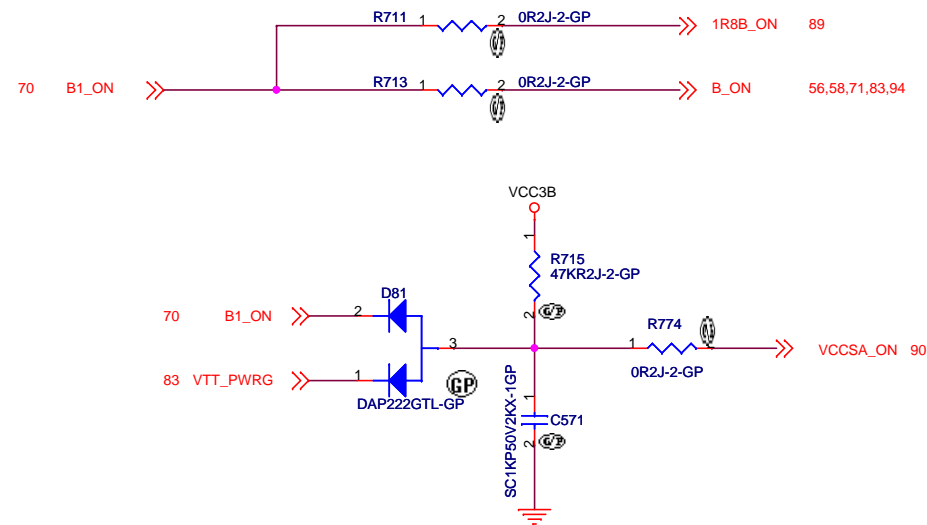 R711 1 2 0R2J-2-GP 1R8B_ON 89
G/P
70 B1_ON R713 1 2 0R2J-2-GP B_ON 56,58,71,83,94
G/P
VCC3B
1
R715
47KR2J-2-GP
D81
2 G/P
70 B1_ON 2
R774
3 1 2 VCCSA_ON 90
0R2J-2-GP
83 VTT_PWRG 1
GP
DAP222GTL-GP
1
C571
SC1KP50V2KX-1GP
2 G/P